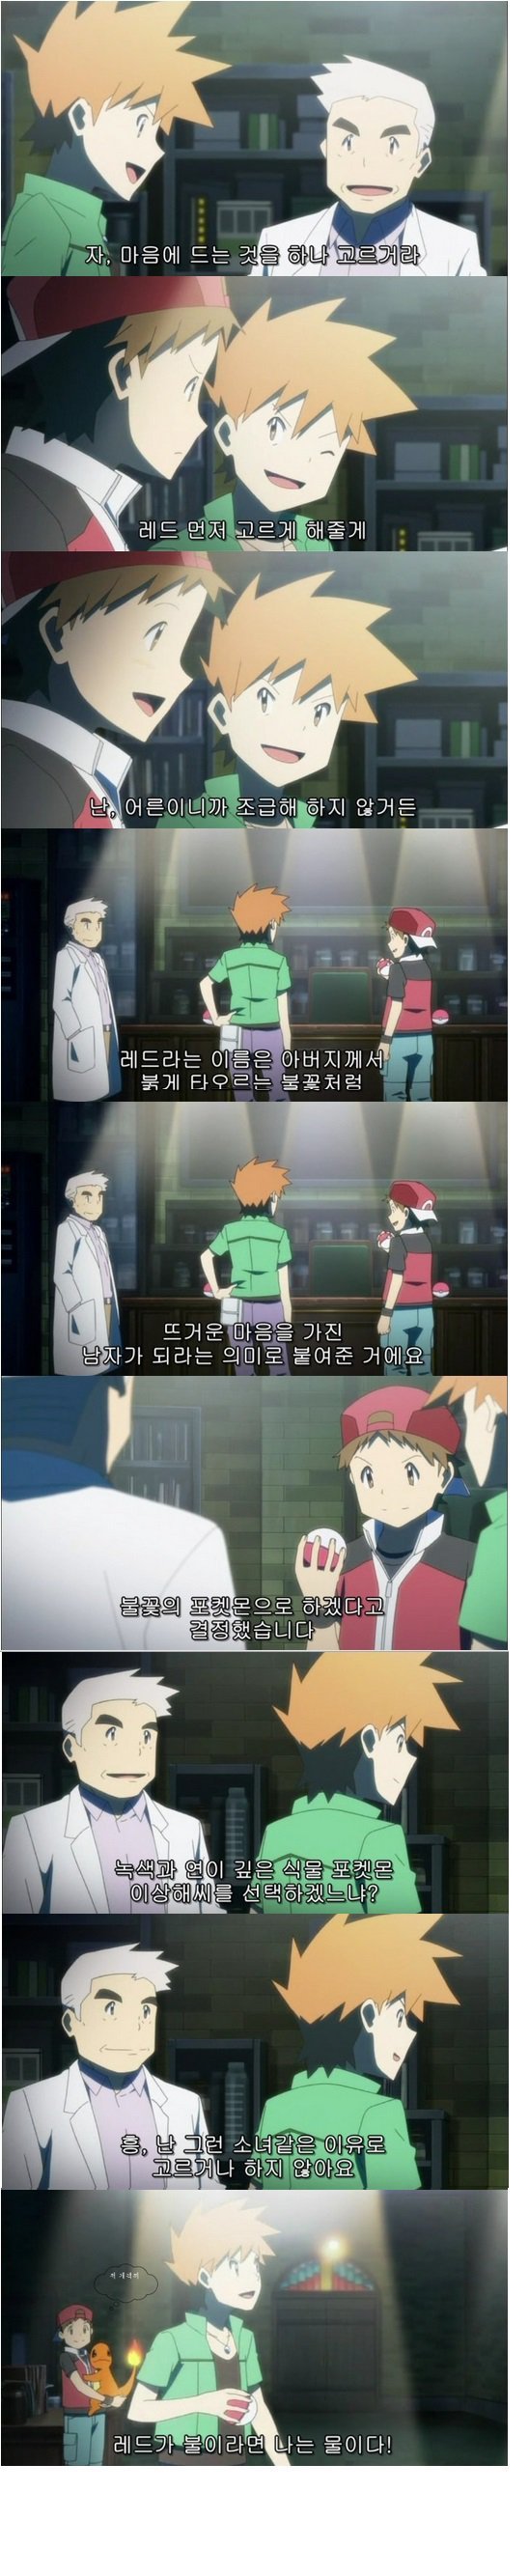 자, 마음에 드는 것을 하나 고르거라
레드 먼저 고르게 해줄게
난, 어른이니까 조급해 하지 않거든
레드라는 이름은 아버지께서
붉게 타오르는 불꽃처럼
뜨거운 마음을 가진
남자가 되라는 의미로 붙여준 거에요
불꽃의 포켓몬으로 하겠다고
결정했습니다
녹색과 연이 깊은 식물 포켓몬
이상해씨를 선택하겠느냐?
흥, 난 그런 소녀같은 이유로
고르거나 하지 않아요
저 개색끼
레드가 불이라면 나는 물이다!